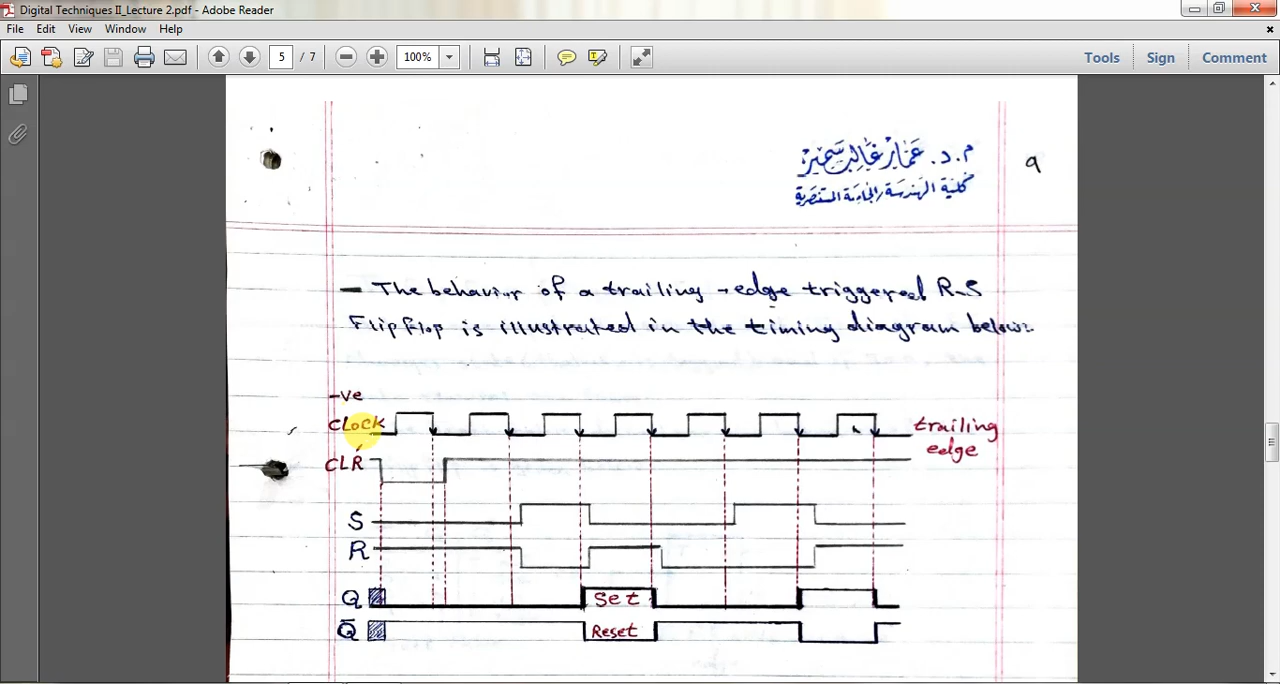 Digital Techniques II_Lecture 2.pdf - Adobe Reader
File Edit View Window Help
5 / 7 100% Tools Sign Comment
م.د. عمار غالب سمير
كلية الهندسة/الجامعة المستنصرية
9
- The behavior of a trailing -edge triggered R-S
Flipflop is illustrated in the timing diagram below:
-ve
CLock
trailing
edge
CLR
S
R
Q Set
Q̅ Reset